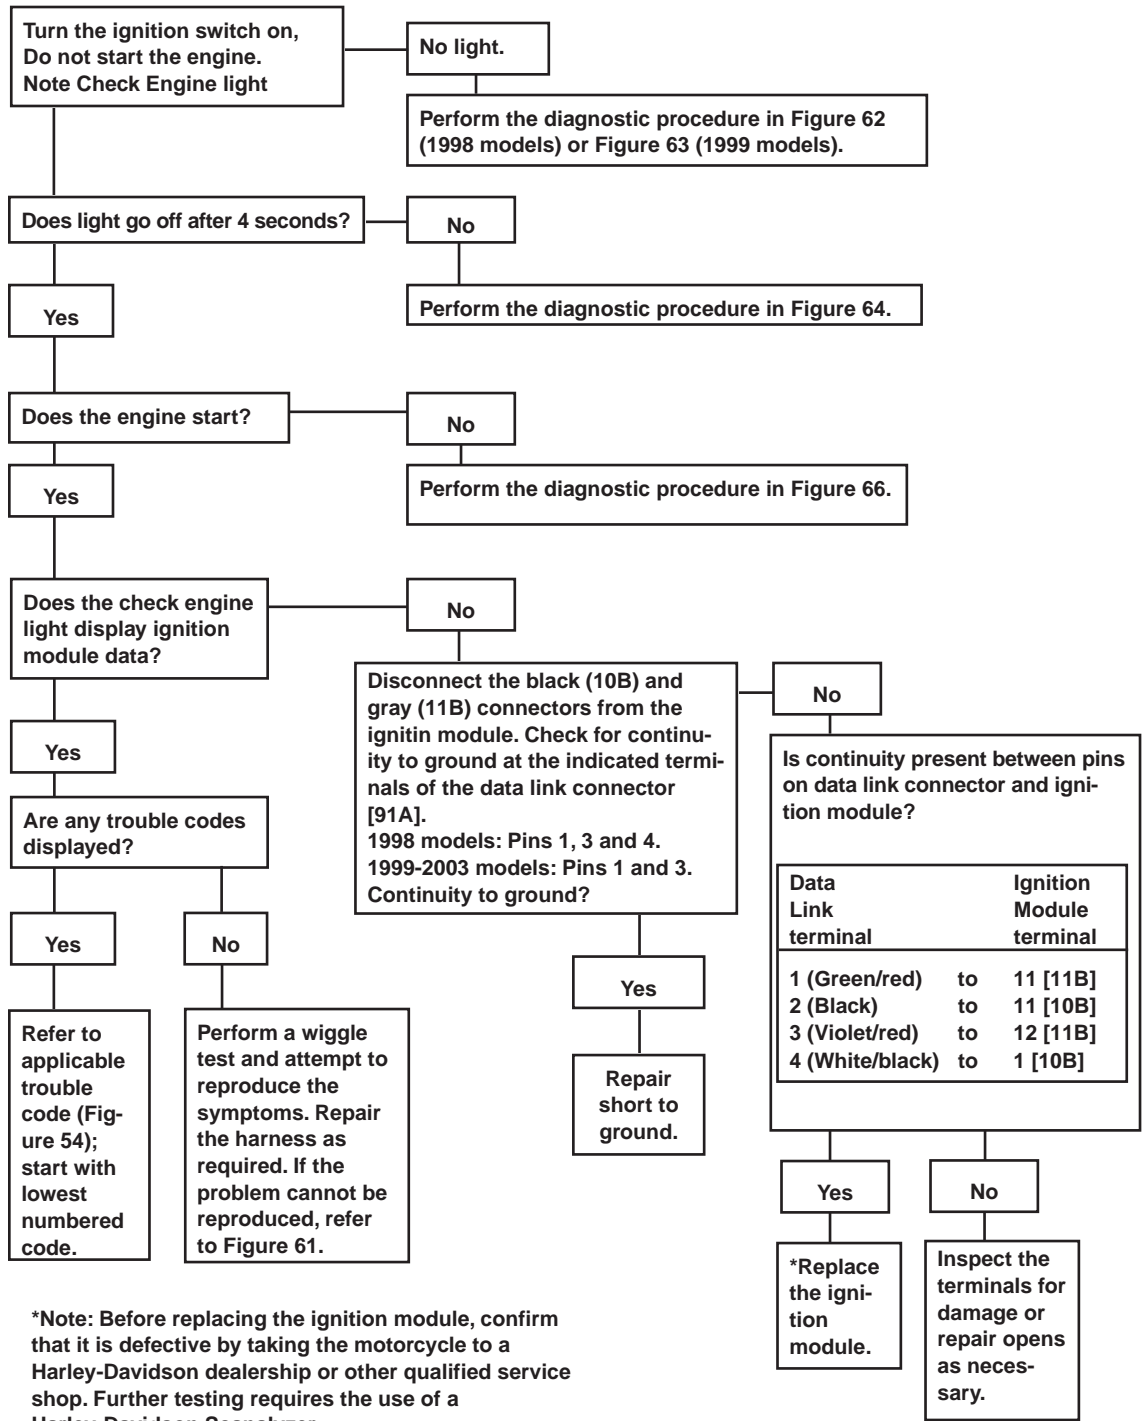 Turn the ignition switch on,
Do not start the engine.
Note Check Engine light
No light.
Perform the diagnostic procedure in Figure 62
(1998 models) or Figure 63 (1999 models).
Does light go off after 4 seconds?
No
Perform the diagnostic procedure in Figure 64.
Yes
Does the engine start?
No
Perform the diagnostic procedure in Figure 66.
Yes
Does the check engine
light display ignition
module data?
No
Disconnect the black (10B) and
gray (11B) connectors from the
ignitin module. Check for continu-
ity to ground at the indicated termi-
nals of the data link connector
[91A].
1998 models: Pins 1, 3 and 4.
1999-2003 models: Pins 1 and 3.
Continuity to ground?
No
Is continuity present between pins
on data link connector and igni-
tion module?
Data Ignition
Link Module
terminal terminal
1 (Green/red) to 11 [11B]
2 (Black) to 11 [10B]
3 (Violet/red) to 12 [11B]
4 (White/black) to 1 [10B]
Yes
Are any trouble codes
displayed?
Yes
No
Yes
Refer to
applicable
trouble
code (Fig-
ure 54);
start with
lowest
numbered
code.
Perform a wiggle
test and attempt to
reproduce the
symptoms. Repair
the harness as
required. If the
problem cannot be
reproduced, refer
to Figure 61.
Repair
short to
ground.
Yes
No
*Replace
the igni-
tion
module.
Inspect the
terminals for
damage or
repair opens
as neces-
sary.
*Note: Before replacing the ignition module, confirm
that it is defective by taking the motorcycle to a
Harley-Davidson dealership or other qualified service
shop. Further testing requires the use of a
Harley-Davidson Scanalyzer